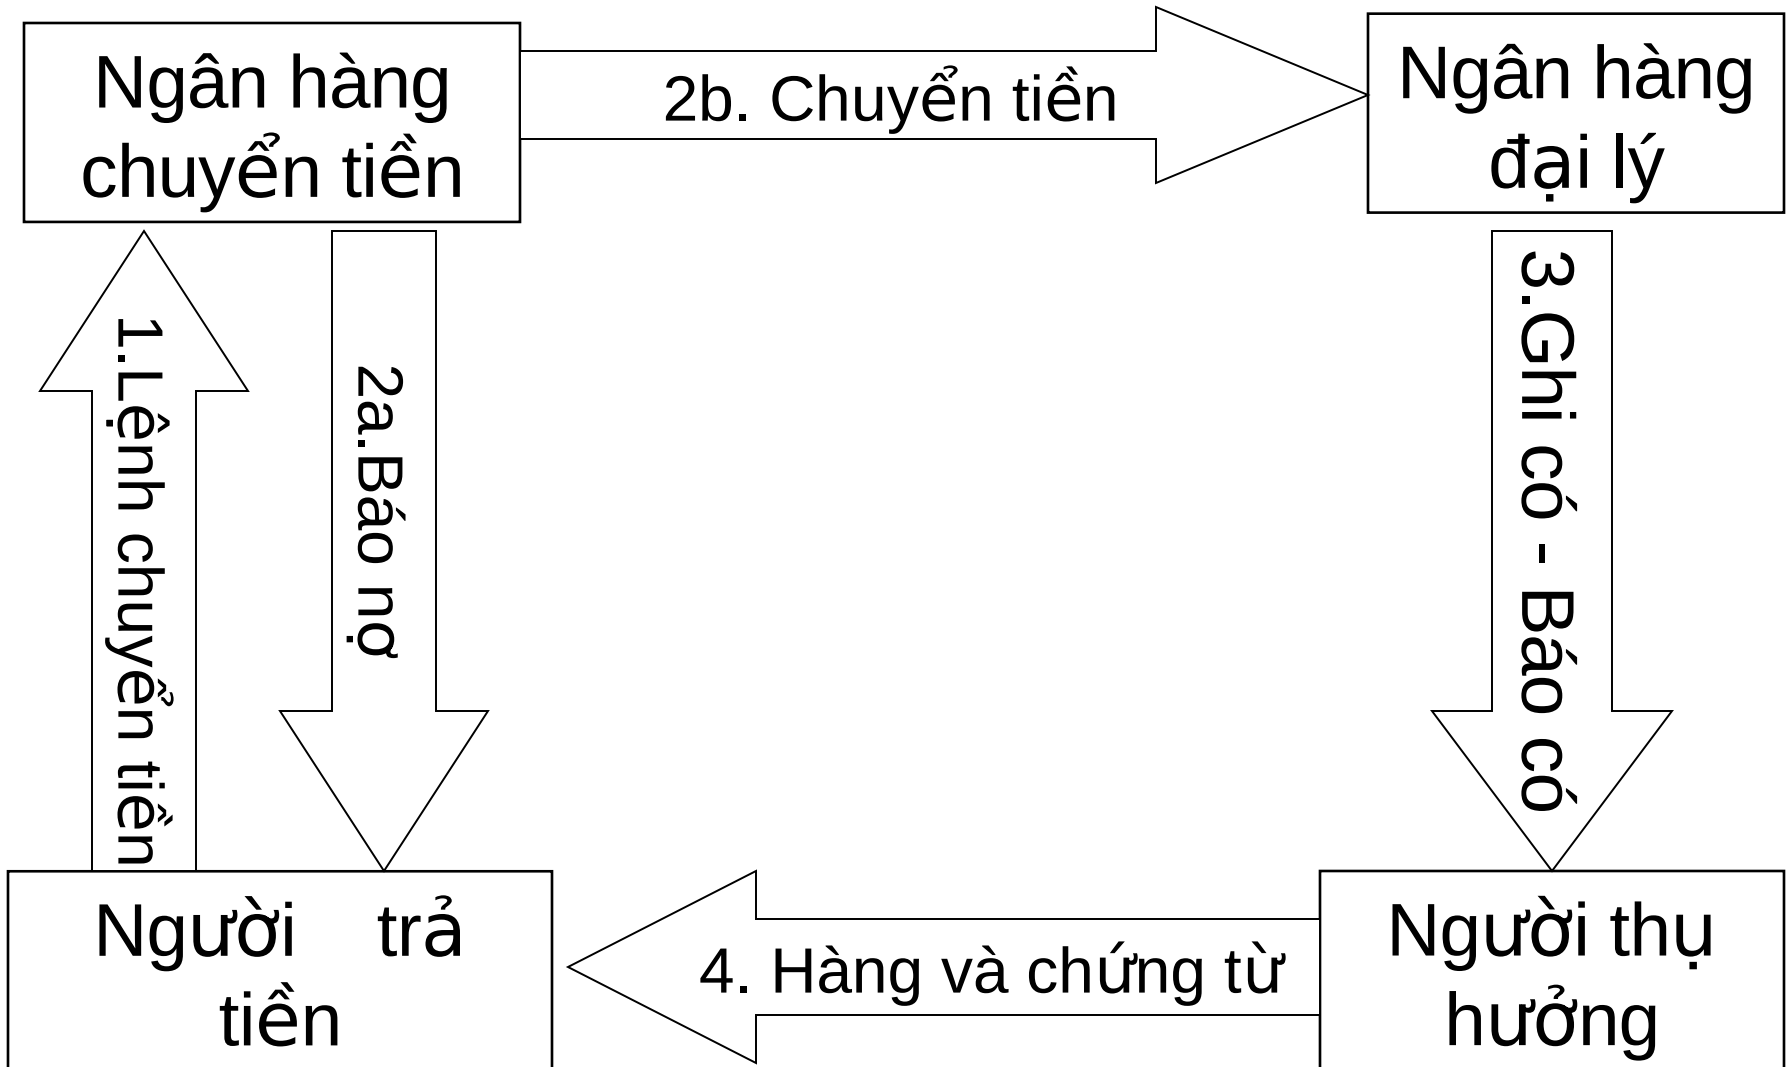 Ngân hàng
chuyển tiền
2b. Chuyển tiền
Ngân hàng
đại lý
1.Lệnh chuyển tiền
2a.Báo nợ
3.Ghi có - Báo có
Người trả
tiền
4. Hàng và chứng từ
Người thụ
hưởng